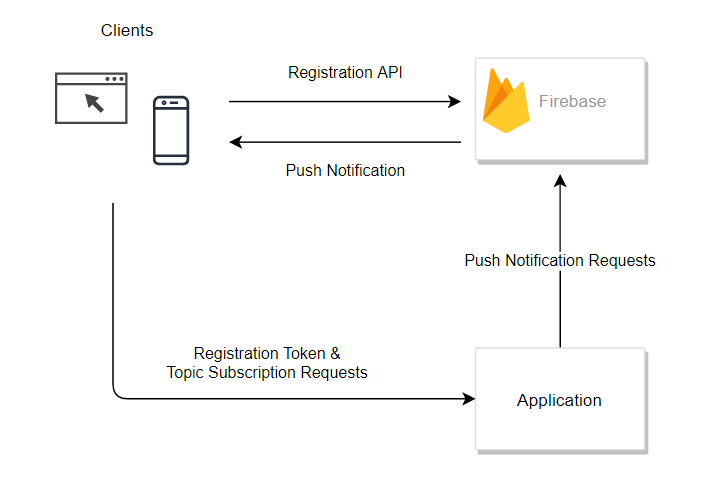 Clients
Registration API
Firebase
Push Notification
Push Notification Requests
Registration Token &
Topic Subscription Requests
Application